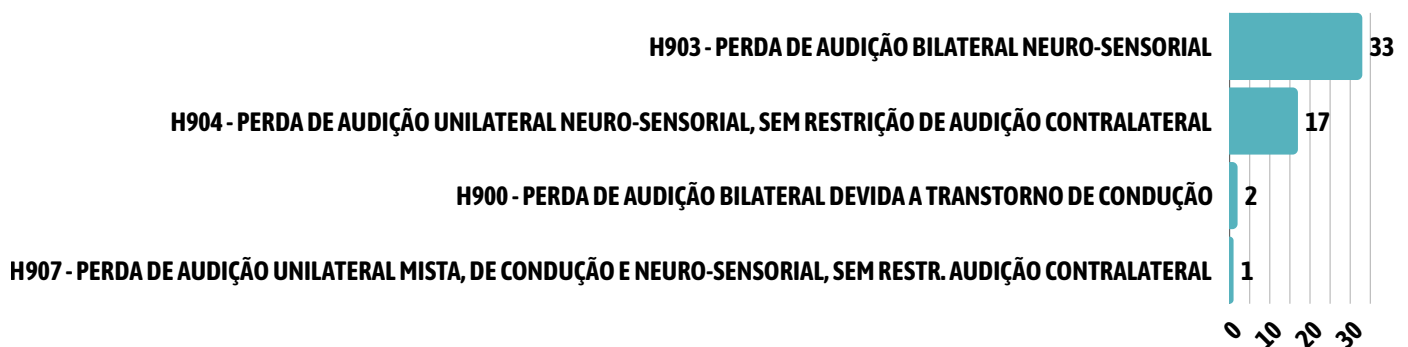 H903 - PERDA DE AUDIÇÃO BILATERAL NEURO-SENSORIAL 33
H904 - PERDA DE AUDIÇÃO UNILATERAL NEURO-SENSORIAL, SEM RESTRIÇÃO DE AUDIÇÃO CONTRALATERAL 17
H900 - PERDA DE AUDIÇÃO BILATERAL DEVIDA A TRANSTORNO DE CONDUÇÃO 2
H907 - PERDA DE AUDIÇÃO UNILATERAL MISTA, DE CONDUÇÃO E NEURO-SENSORIAL, SEM RESTR. AUDIÇÃO CONTRALATERAL 1
0 10 20 30